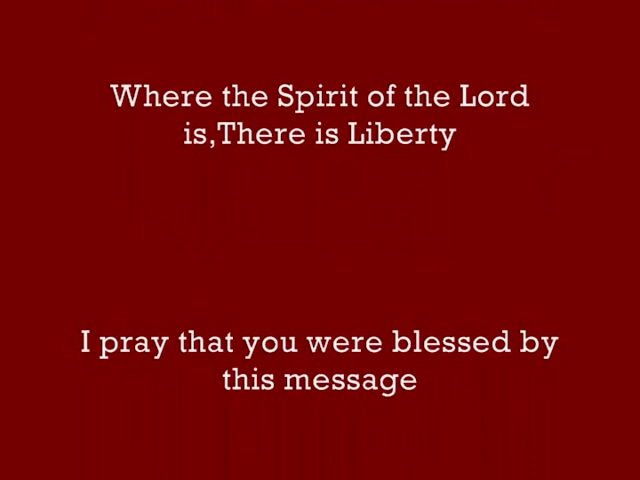 Where the Spirit of the Lord
is,There is Liberty
I pray that you were blessed by
this message